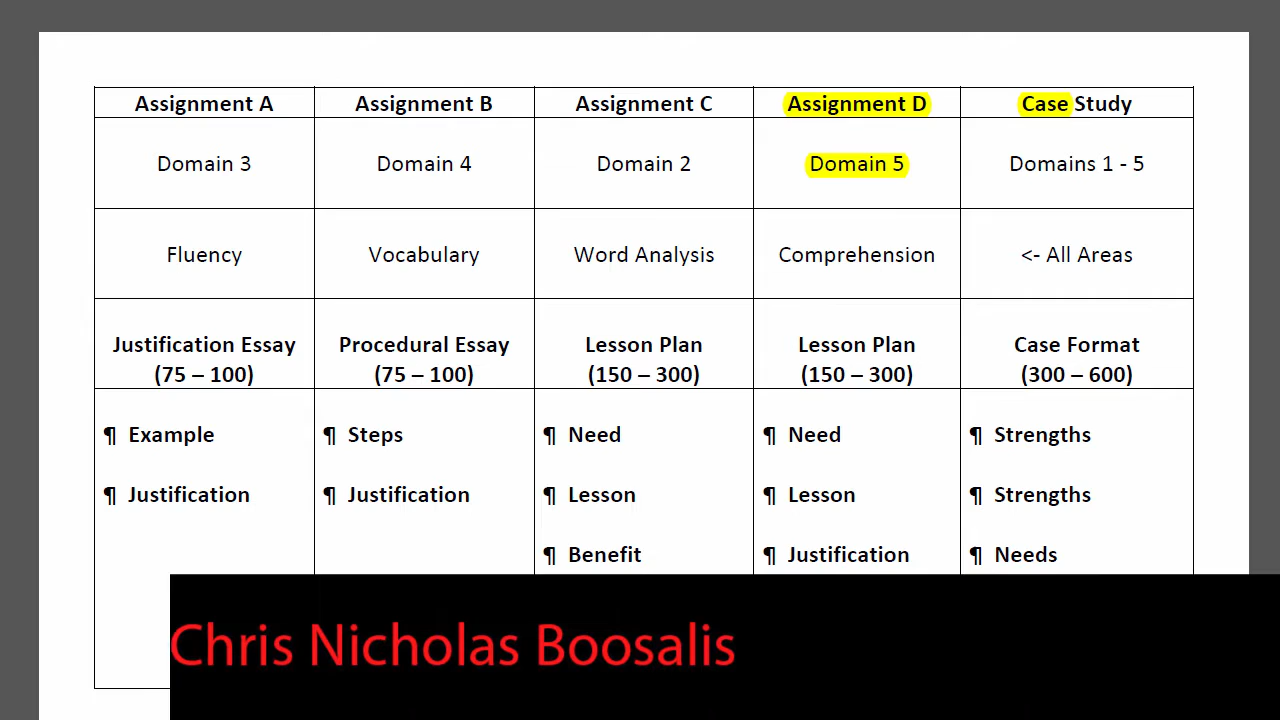 Assignment A Assignment B Assignment C Assignment D Case Study
Domain 3 Domain 4 Domain 2 Domain 5 Domains 1 - 5
Fluency Vocabulary Word Analysis Comprehension <- All Areas
Justification Essay Procedural Essay Lesson Plan Lesson Plan Case Format
(75 – 100) (75 – 100) (150 – 300) (150 – 300) (300 – 600)
¶ Example ¶ Steps ¶ Need ¶ Need ¶ Strengths
¶ Justification ¶ Justification ¶ Lesson ¶ Lesson ¶ Strengths
¶ Benefit ¶ Justification ¶ Needs
Chris Nicholas Boosalis